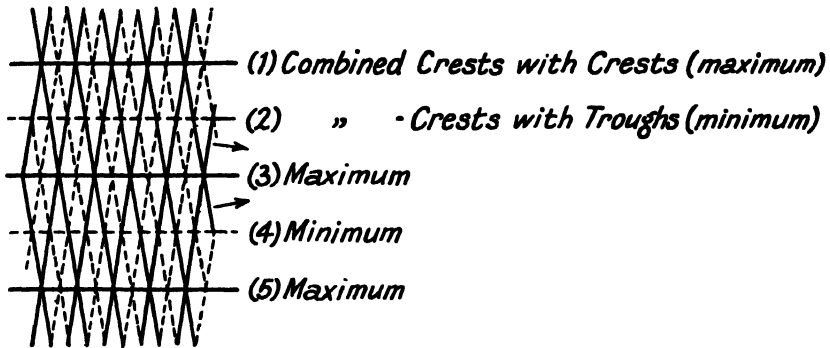 (1) Combined Crests with Crests (maximum)
(2) „ - Crests with Troughs (minimum)
(3) Maximum
(4) Minimum
(5) Maximum